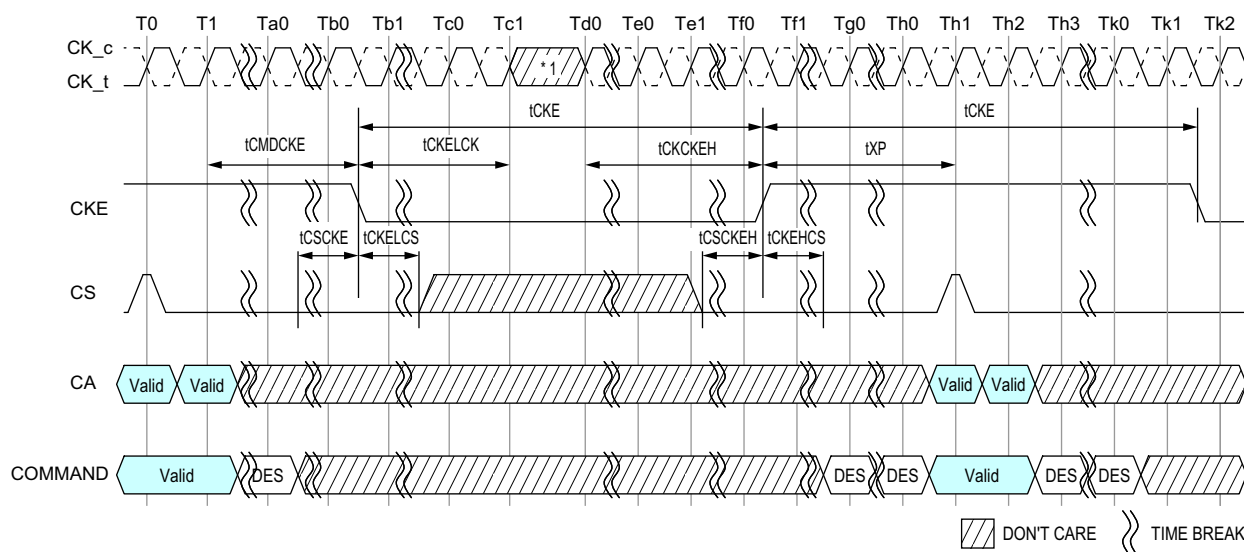 T0 T1 Ta0 Tb0 Tb1 Tc0 Tc1 Td0 Te0 Te1 Tf0 Tf1 Tg0 Th0 Th1 Th2 Th3 Tk0 Tk1 Tk2
CK_c
*1
CK_t
tCKE tCKE
tCMDCKE tCKELCK tCKCKEH tXP
CKE
tCSCKE tCKELCS tCSCKEH tCKEHCS
CS
CA Valid Valid Valid Valid
COMMAND Valid DES DES DES Valid DES DES
DON'T CARE TIME BREAK